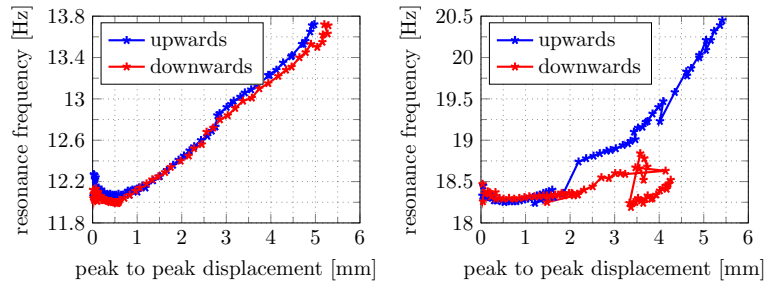 resonance frequency [Hz]
13.8
13.4
13
12.6
12.2
11.8
upwards
downwards
0 1 2 3 4 5 6
peak to peak displacement [mm]
resonance frequency [Hz]
20.5
20
19.5
19
18.5
18
upwards
downwards
0 1 2 3 4 5 6
peak to peak displacement [mm]